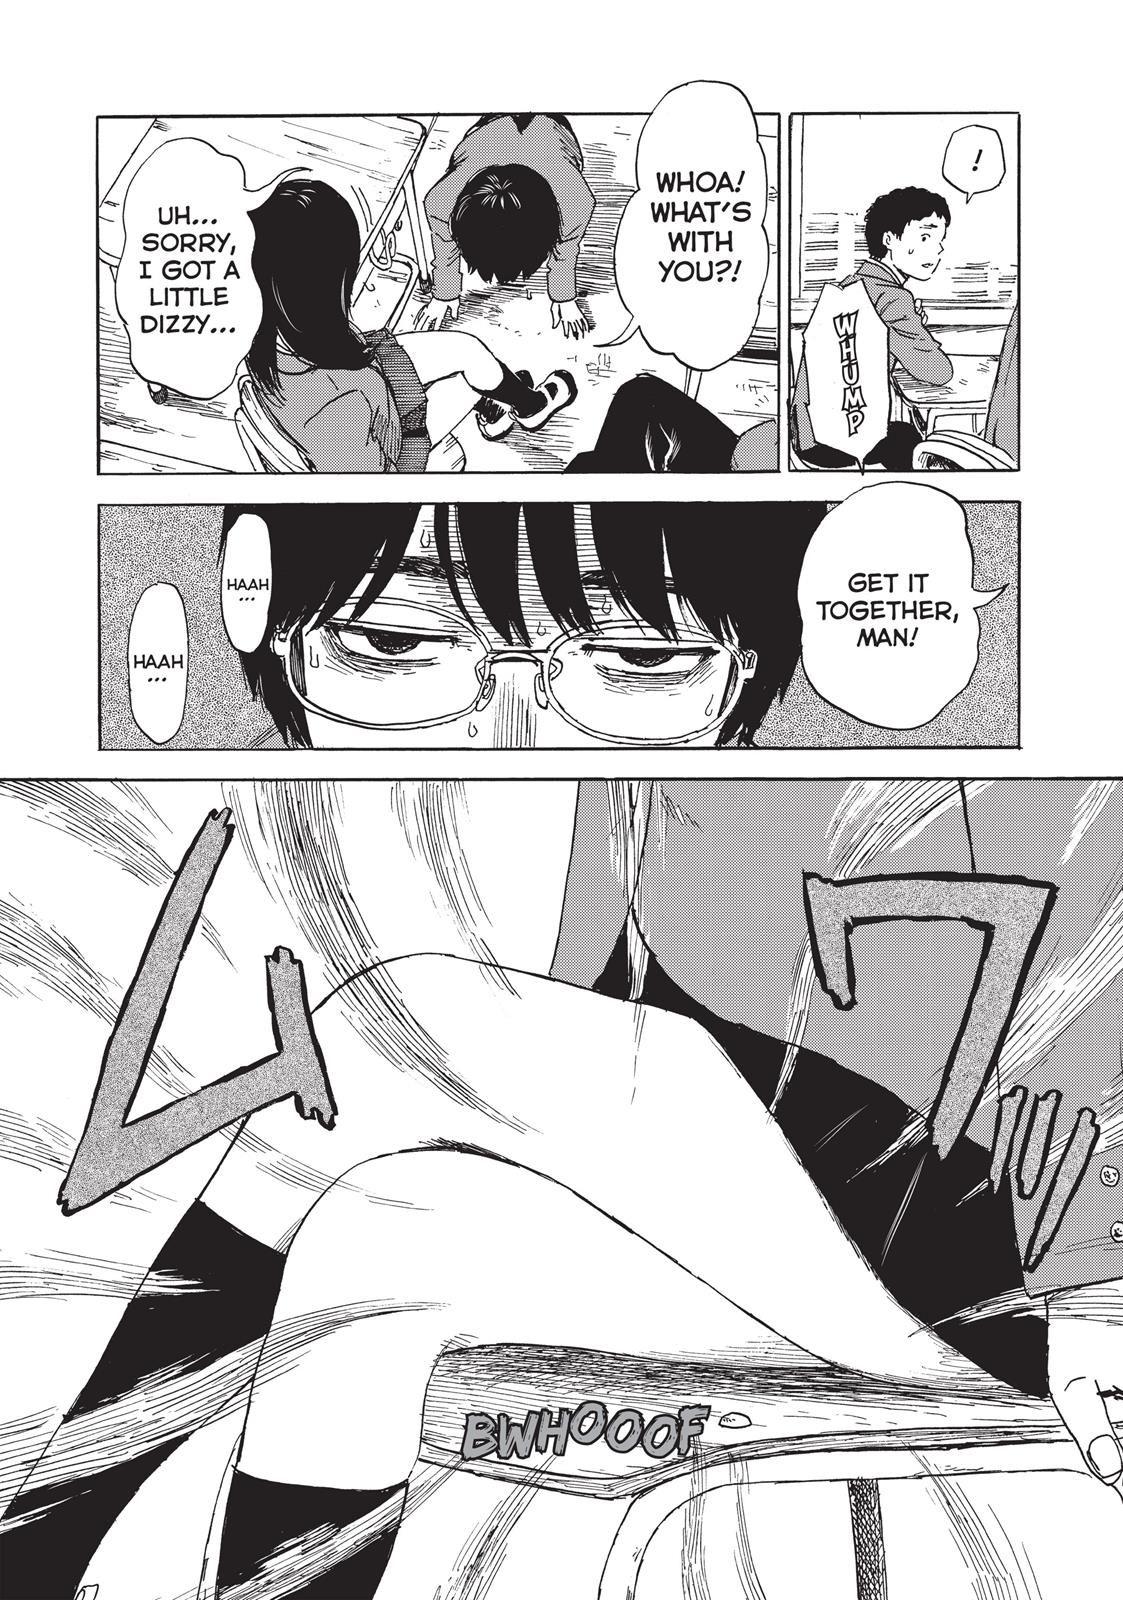 !
WHUMP
WHOA!
WHAT'S
WITH
YOU?!
UH...
SORRY,
I GOT A
LITTLE
DIZZY...
GET IT
TOGETHER,
MAN!
HAAH
...
HAAH
...
ブワ
ム
BWHOOOF